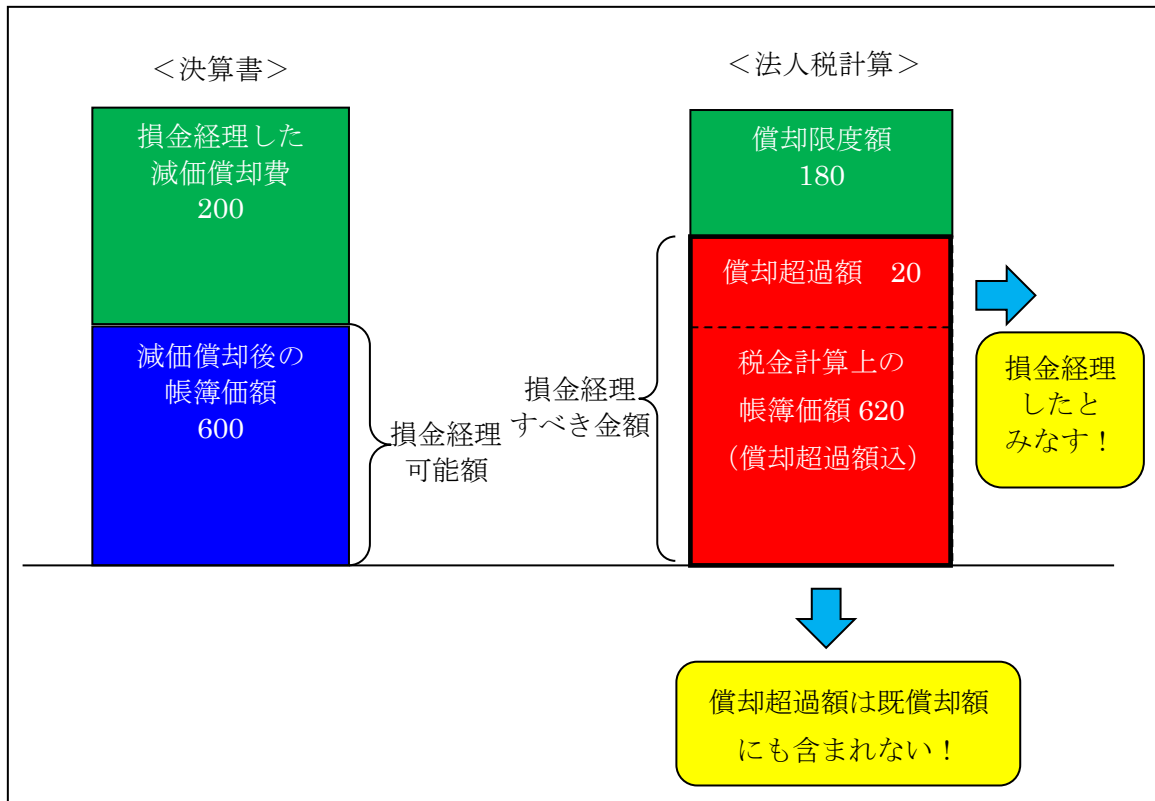 ＜決算書＞
損金経理した
減価償却費
200
減価償却後の
帳簿価額
600
損金経理
可能額
＜法人税計算＞
償却限度額
180
償却超過額　20
税金計算上の
帳簿価額 620
（償却超過額込）
損金経理
すべき金額
損金経理
したと
みなす！
償却超過額は既償却額
にも含まれない！